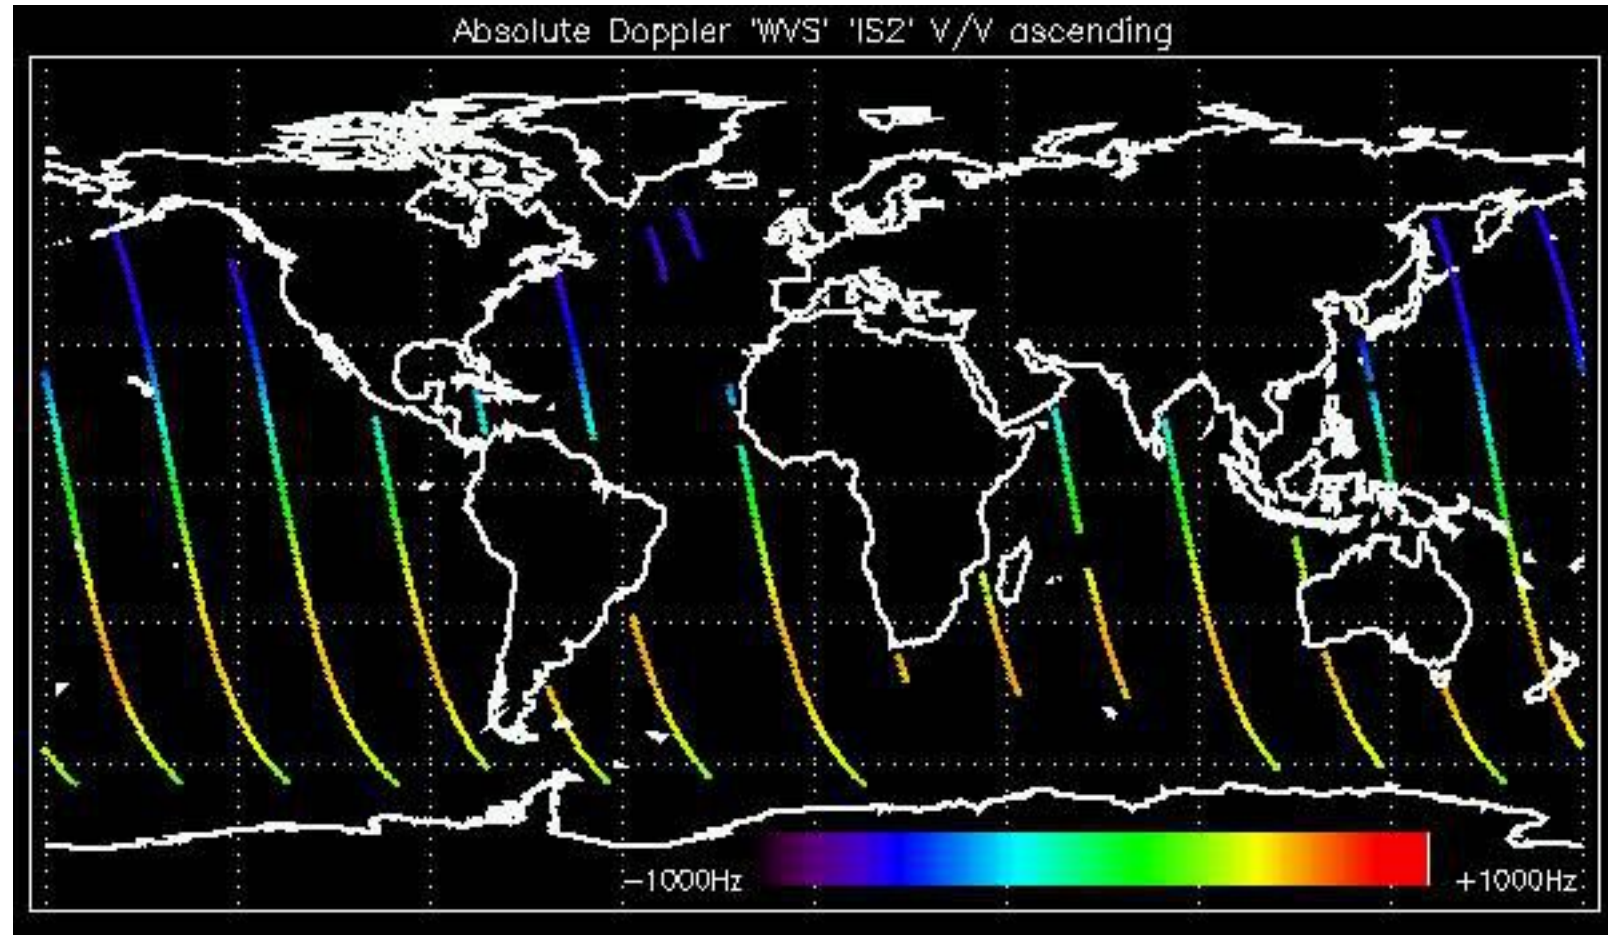 Absolute Doppler 'WVS' 'IS2' V/V ascending
−1000Hz
+1000Hz